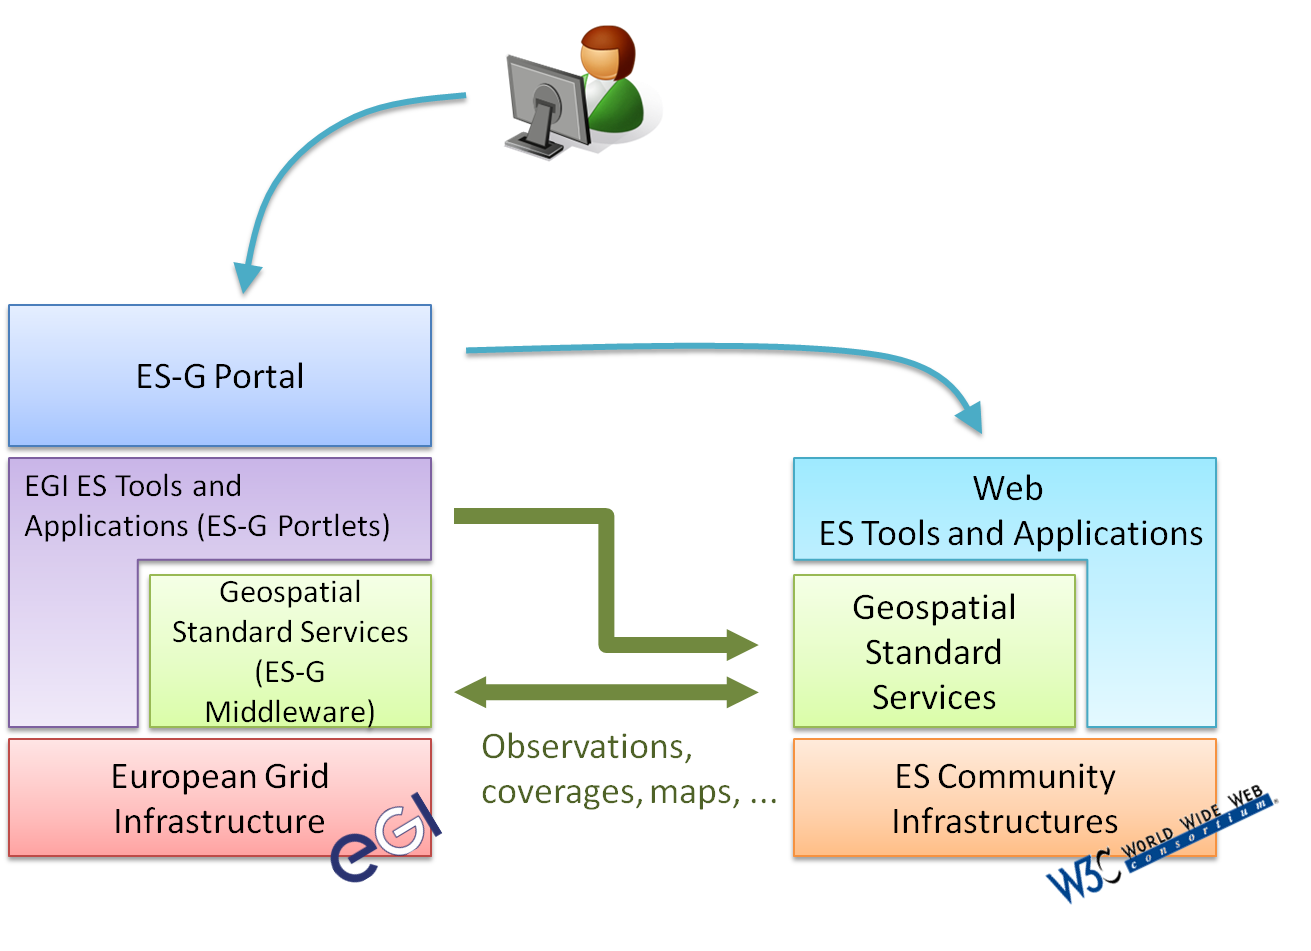 ES-G Portal
EGI ES Tools and
Applications (ES-G Portlets)
Geospatial
Standard Services
(ES-G
Middleware)
European Grid
Infrastructure
eGI
Observations,
coverages, maps, ...
Web
ES Tools and Applications
Geospatial
Standard
Services
ES Community
Infrastructures
W3C WORLD WIDE WEB
consortium